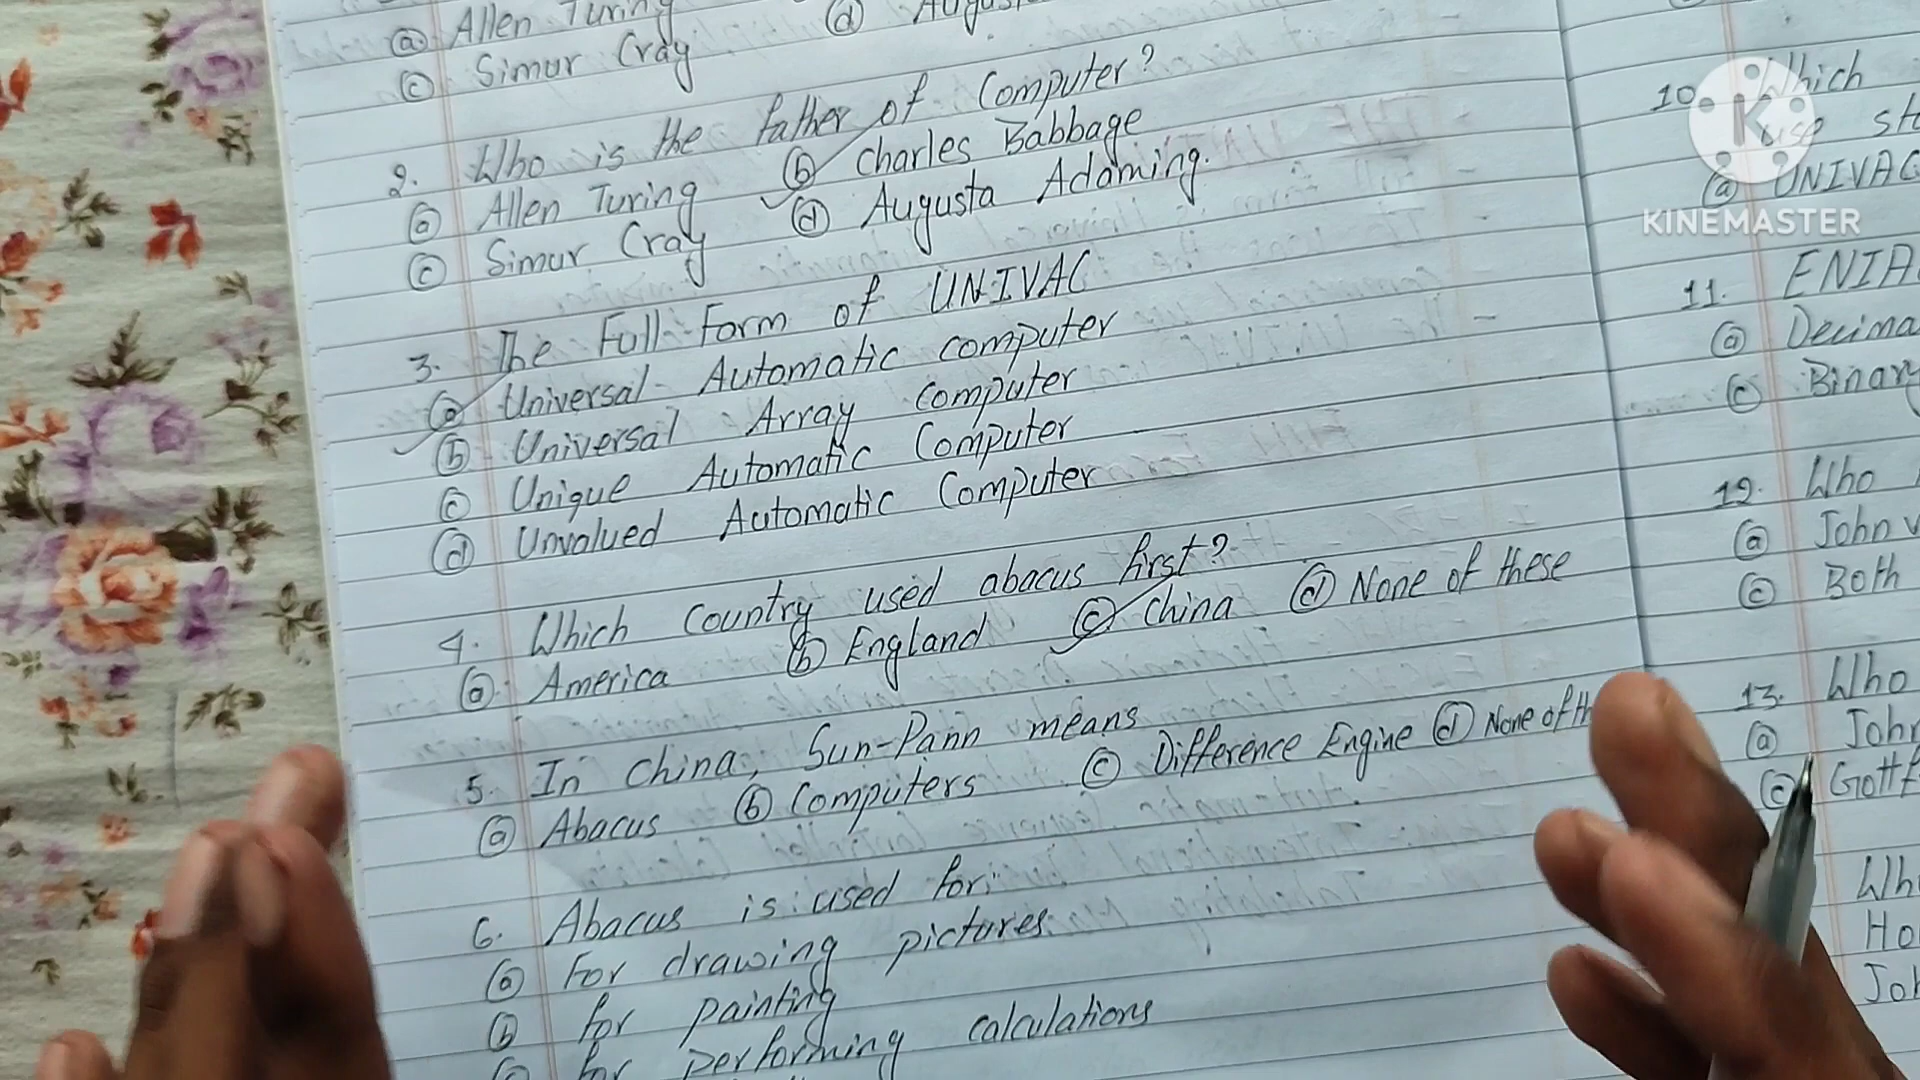 ⓐ Allen Turing ⓓ
ⓒ Simur Cray
2. Who is the father of Computer?
ⓐ Allen Turing ⓑ Charles Babbage
ⓒ Simur Cray ⓓ Augusta Adaming.
3. The Full Form of UNIVAC
ⓐ Universal Automatic computer
ⓑ Universal Array Computer
ⓒ Unique Automatic Computer
ⓓ Unvalued Automatic Computer
4. Which Country used abacus first?
ⓐ America ⓑ England ⓒ China ⓓ None of these
5. In China, Sun-Pann means
ⓐ Abacus ⓑ Computers ⓒ Difference Engine ⓓ None of th
6. Abacus is used for:
ⓐ For drawing pictures.
ⓑ for painting
for performing calculations
10. Which
use
ⓐ UNIVAC
11. ENIA
ⓐ Decima
ⓒ Binary
12. Who
ⓐ John
ⓒ Both
13. Who
ⓐ John
ⓒ Gottf
Who
Ho
Joh
K
KINEMASTER